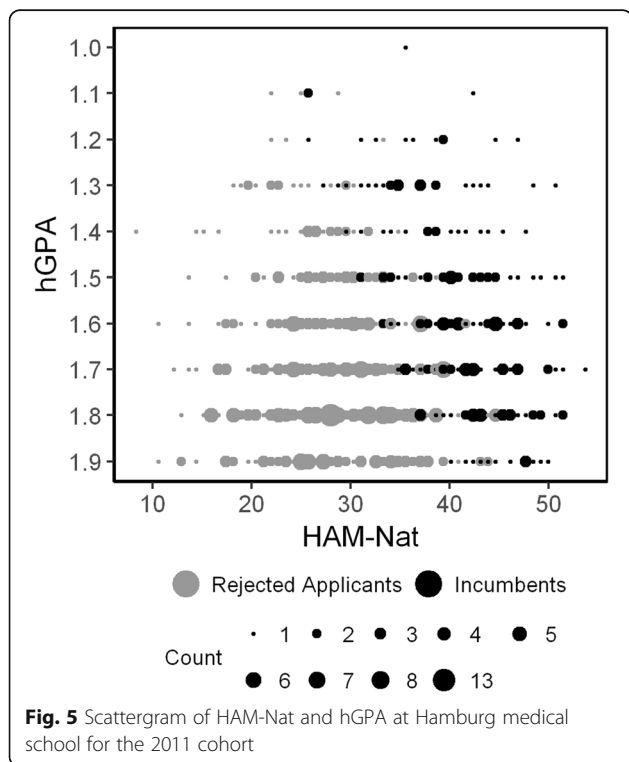 1.0
1.1
1.2
1.3
1.4
1.5
1.6
1.7
1.8
1.9
hGPA
10 20 30 40 50
HAM-Nat
Rejected Applicants Incumbents
Count
1 2 3 4 5
6 7 8 13
Fig. 5 Scattergram of HAM-Nat and hGPA at Hamburg medical
school for the 2011 cohort